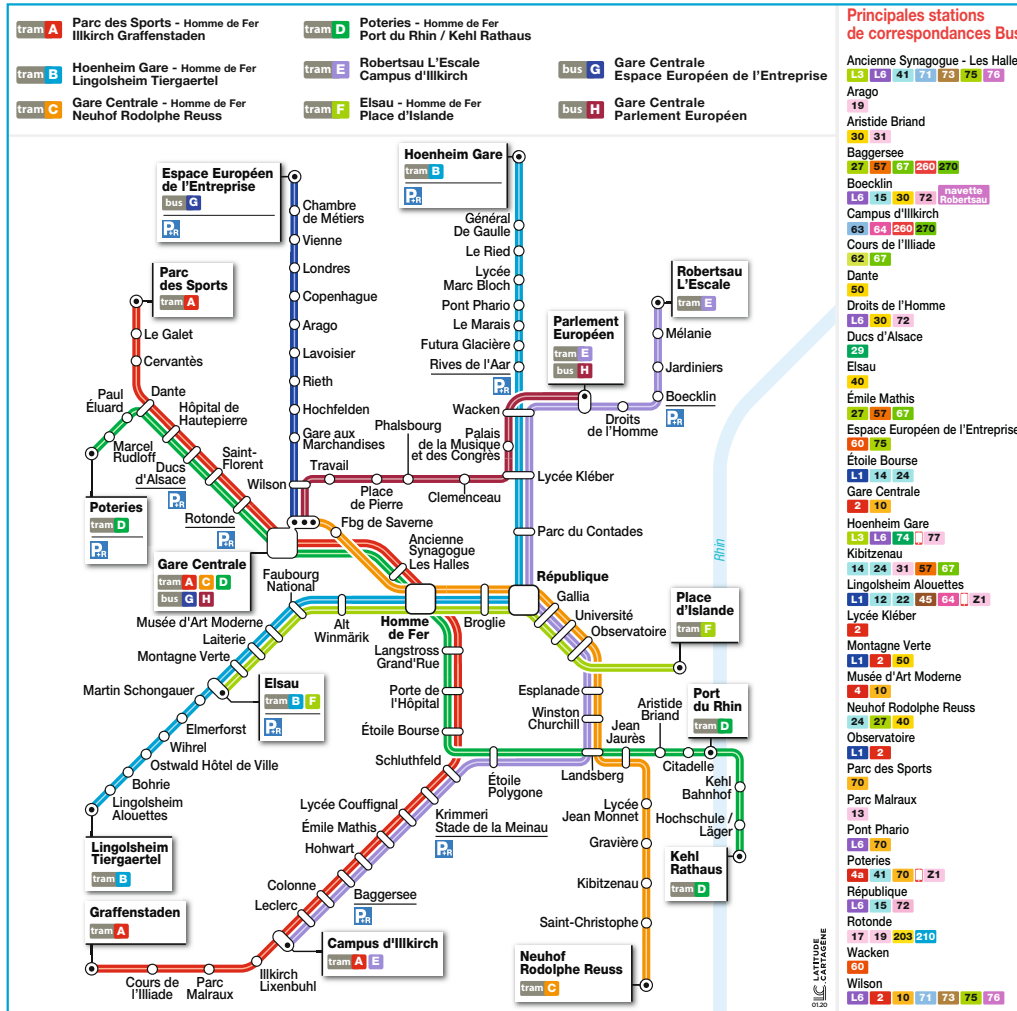 tram A Parc des Sports - Homme de Fer
Illkirch Graffenstaden
tram B Hoenheim Gare - Homme de Fer
Lingolsheim Tiergaertel
tram C Gare Centrale - Homme de Fer
Neuhof Rodolphe Reuss
tram D Poteries - Homme de Fer
Port du Rhin / Kehl Rathaus
tram E Robertsau L'Escale
Campus d'Illkirch
tram F Elsau - Homme de Fer
Place d'Islande
bus G Gare Centrale
Espace Européen de l'Entreprise
bus H Gare Centrale
Parlement Européen
Espace Européen
de l'Entreprise
bus G
P+R
Chambre
de Métiers
Vienne
Londres
Copenhague
Arago
Lavoisier
Rieth
Hochfelden
Gare aux
Marchandises
Wilson
Hoenheim Gare
tram B
P+R
Général
De Gaulle
Le Ried
Lycée
Marc Bloch
Pont Phario
Le Marais
Futura Glacière
Rives de l'Aar
P+R
Wacken
Palais
de la Musique
et des Congrès
Lycée Kléber
Parc du Contades
Parlement
Européen
tram E
bus H
Robertsau
L'Escale
tram E
Mélanie
Jardiniers
Boecklin
P+R
Droits
de l'Homme
Parc
des Sports
tram A
Le Galet
Cervantès
Dante
Hôpital de
Hautepierre
Paul
Éluard
Marcel
Rudloff
Ducs
d'Alsace
P+R
Saint-
Florent
Rotonde
P+R
Poteries
tram D
P+R
Travail
Place
de Pierre
Phalsbourg
Clemenceau
Fbg de Saverne
Ancienne
Synagogue
Les Halles
Gare Centrale
tram A C D
bus G H
Faubourg
National
Musée d'Art Moderne
Laiterie
Montagne Verte
Martin Schongauer
Elmerforst
Wihrel
Ostwald Hôtel de Ville
Bohrie
Lingolsheim
Alouettes
Lingolsheim
Tiergaertel
tram B
Elsau
tram B F
P+R
Alt
Winmärik
Homme
de Fer
Broglie
République
Gallia
Université
Observatoire
Place
d'Islande
tram F
Langstross
Grand'Rue
Porte de
l'Hôpital
Étoile Bourse
Schluthfeld
Esplanade
Winston
Churchill
Landsberg
Étoile
Polygone
Jean
Jaurès
Aristide
Briand
Citadelle
Port
du Rhin
tram D
Kehl
Bahnhof
Hochschule /
Läger
Kehl
Rathaus
tram D
Krimmeri
Stade de la Meinau
P+R
Lycée Couffignal
Émile Mathis
Hohwart
Baggersee
P+R
Colonne
Leclerc
Campus d'Illkirch
tram A E
Illkirch
Lixenbuhl
Parc
Malraux
Cours de
l'Illiade
Graffenstaden
tram A
Lycée
Jean Monnet
Gravière
Kibitzenau
Saint-Christophe
Neuhof
Rodolphe Reuss
tram C
Rhin
LATITUDE
CARTAGÈNE
01.20
Principales stations
de correspondances Bus
Ancienne Synagogue - Les Halle
L3 L6 41 71 73 75 76
Arago
19
Aristide Briand
30 31
Baggersee
27 57 67 260 270
Boecklin
L6 15 30 72 navette
Robertsau
Campus d'Illkirch
63 64 260 270
Cours de l'Illiade
62 67
Dante
50
Droits de l'Homme
L6 30 72
Ducs d'Alsace
29
Elsau
40
Émile Mathis
27 57 67
Espace Européen de l'Entreprise
60 75
Étoile Bourse
L1 14 24
Gare Centrale
2 10
Hoenheim Gare
L3 L6 74 77
Kibitzenau
14 24 31 57 67
Lingolsheim Alouettes
L1 12 22 45 64 Z1
Lycée Kléber
2
Montagne Verte
L1 2 50
Musée d'Art Moderne
4 10
Neuhof Rodolphe Reuss
24 27 40
Observatoire
L1 2
Parc des Sports
70
Parc Malraux
13
Pont Phario
L6 70
Poteries
4a 41 70 Z1
République
L6 15 72
Rotonde
17 19 203 210
Wacken
60
Wilson
L6 2 10 71 73 75 76